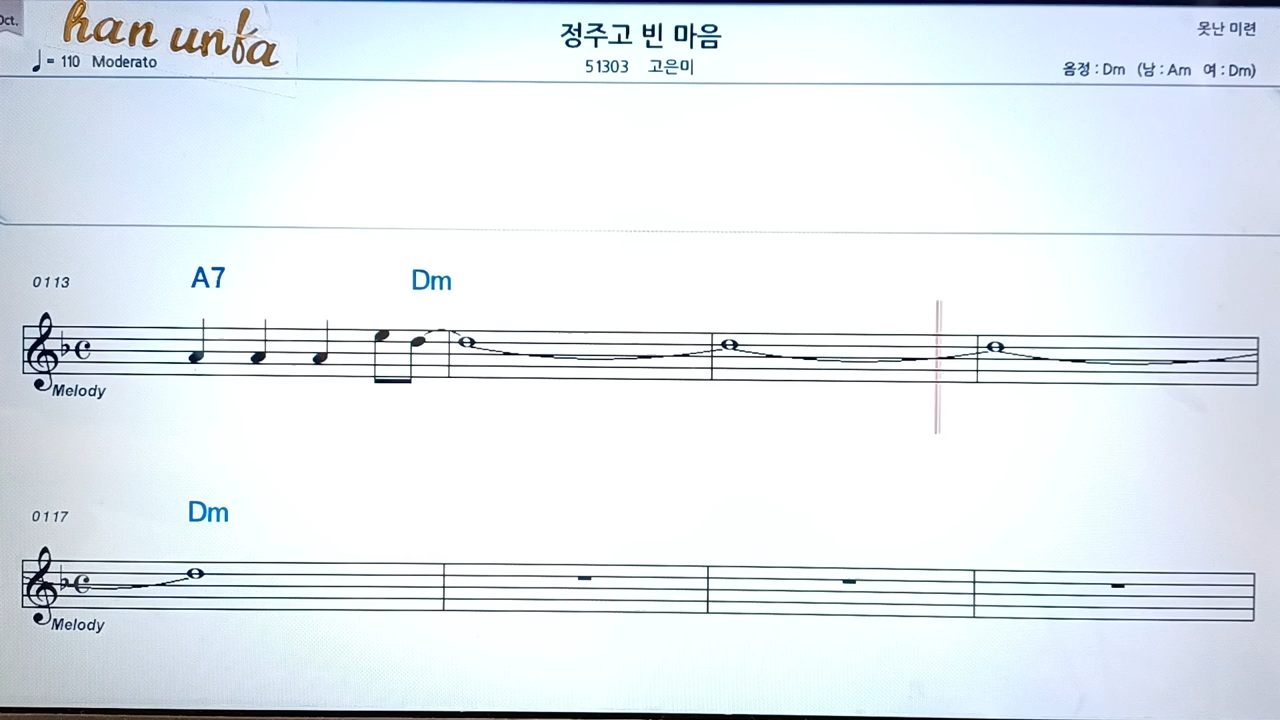 Oct.
han unfa
정주고 빈 마음
못난 미련
♩= 110 Moderato
51303 고은미
음정 : Dm (남 : Am 여 : Dm)
0113 A7 Dm
Melody
0117 Dm
Melody